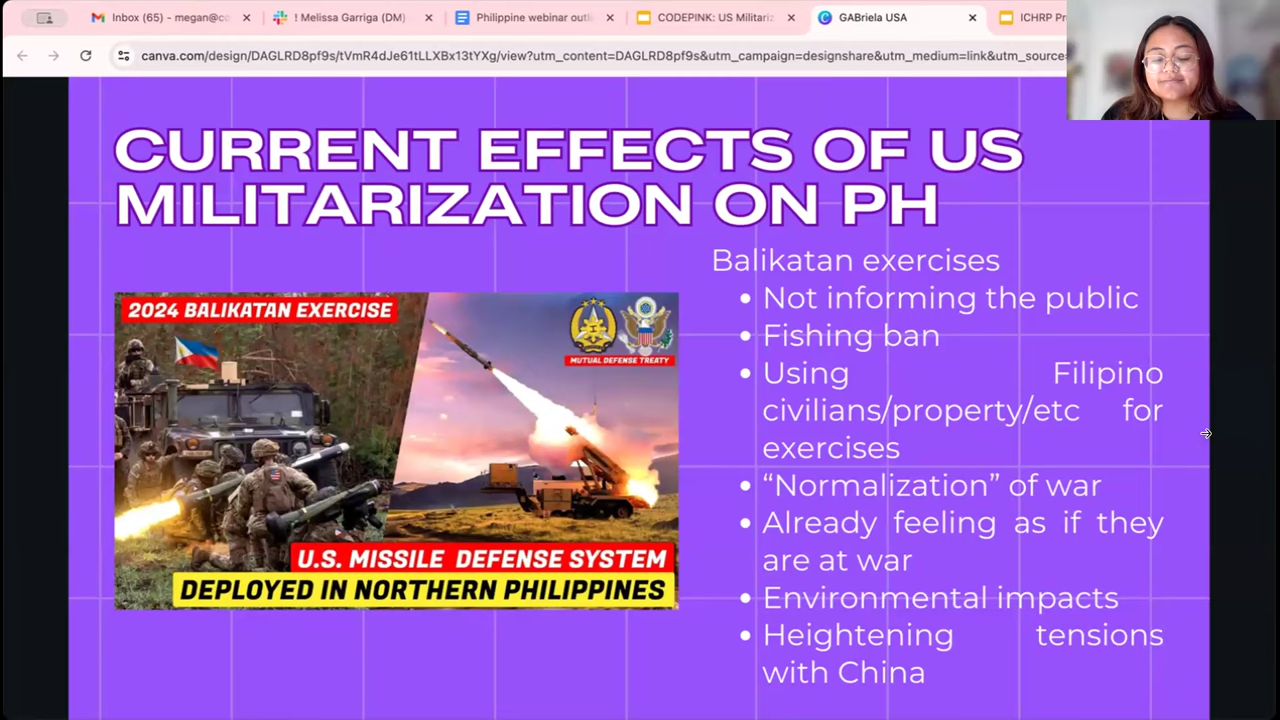 Inbox (65) - megan@co
! Melissa Garriga (DM)
Philippine webinar outli
CODEPINK: US Militariz
GABriela USA
ICHRP Pr
canva.com/design/DAGLRD8pf9s/tVmR4dJe61tLLXBx13tYXg/view?utm_content=DAGLRD8pf9s&utm_campaign=designshare&utm_medium=link&utm_source=
CURRENT EFFECTS OF US
MILITARIZATION ON PH
2024 BALIKATAN EXERCISE
MUTUAL DEFENSE TREATY
U.S. MISSILE DEFENSE SYSTEM
DEPLOYED IN NORTHERN PHILIPPINES
Balikatan exercises
• Not informing the public
• Fishing ban
• Using Filipino
civilians/property/etc for
exercises
• “Normalization” of war
• Already feeling as if they
are at war
• Environmental impacts
• Heightening tensions
with China